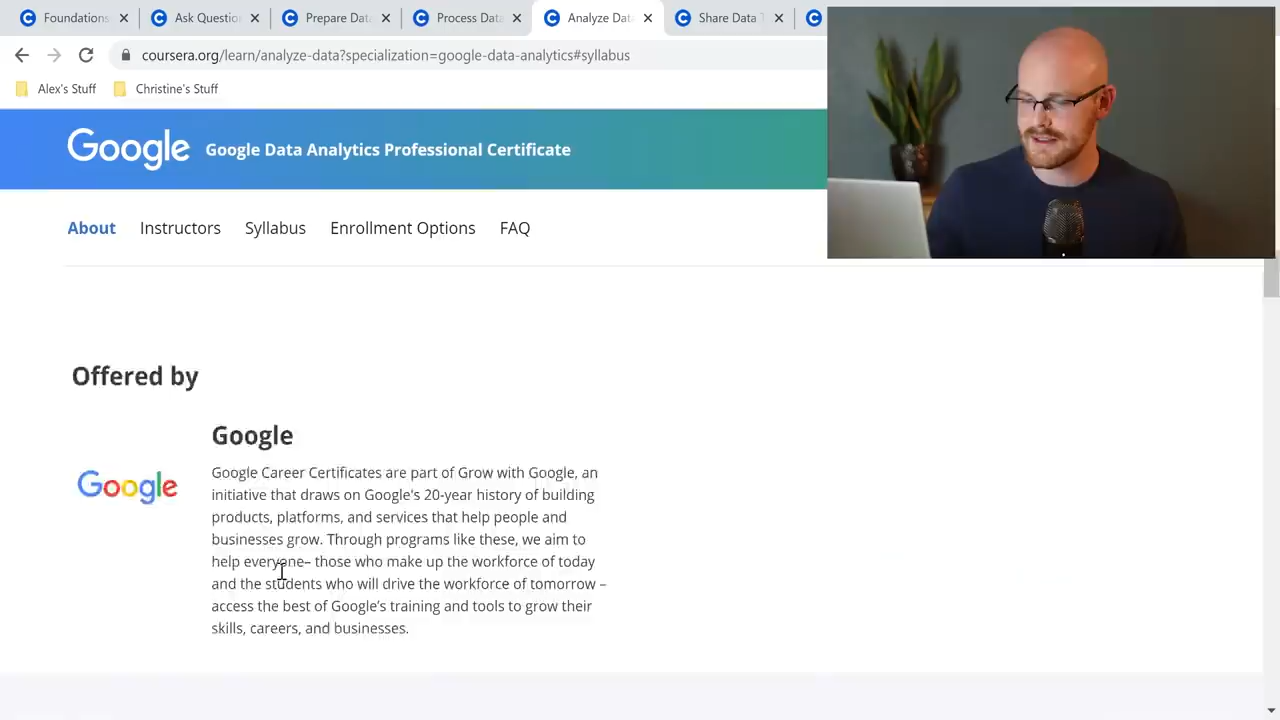 Foundations
Ask Questio
Prepare Dat
Process Dat
Analyze Dat
Share Data T
coursera.org/learn/analyze-data?specialization=google-data-analytics#syllabus
Alex's Stuff
Christine's Stuff
Google
Google Data Analytics Professional Certificate
About
Instructors
Syllabus
Enrollment Options
FAQ
Offered by
Google
Google
Google Career Certificates are part of Grow with Google, an
initiative that draws on Google's 20-year history of building
products, platforms, and services that help people and
businesses grow. Through programs like these, we aim to
help everyone– those who make up the workforce of today
and the students who will drive the workforce of tomorrow –
access the best of Google's training and tools to grow their
skills, careers, and businesses.